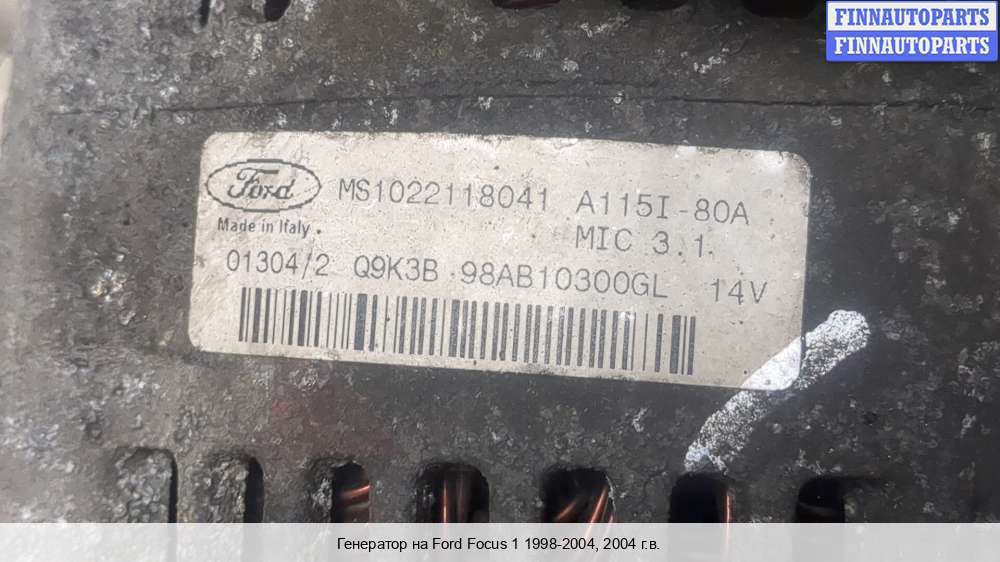 FINNAUTOPARTS
FINNAUTOPARTS
Ford MS1022118041 A115I-80A
Made in Italy. MIC 3.1.
01304/2 Q9K3B 98AB10300GL 14V
Генератор на Ford Focus 1 1998-2004, 2004 г.в.